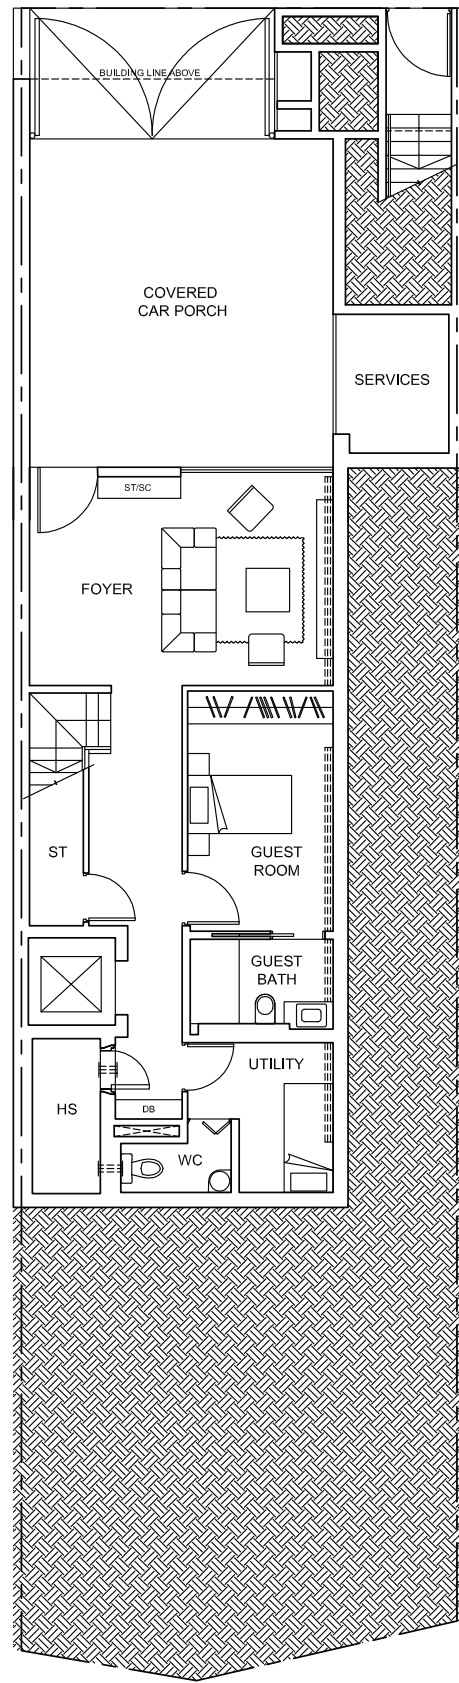 BUILDING LINE ABOVE
COVERED
CAR PORCH
SERVICES
ST/SC
FOYER
ST
GUEST
ROOM
GUEST
BATH
UTILITY
HS
DB
WC